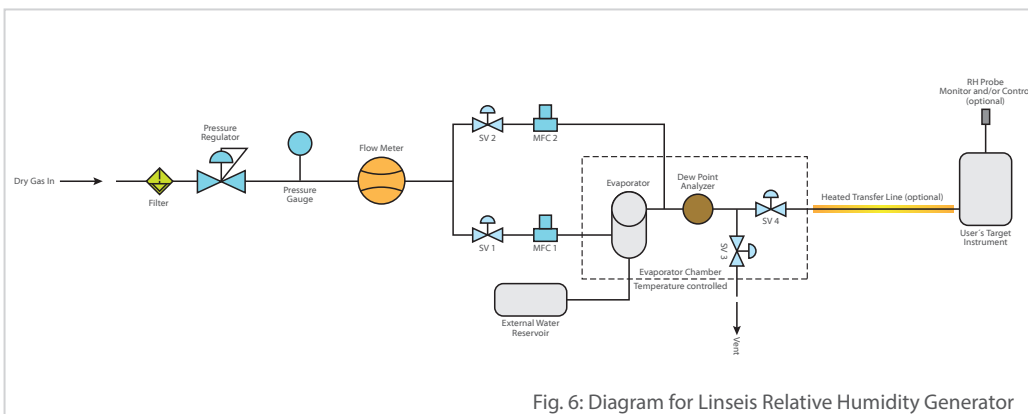 RH Probe
Monitor and/or Control
(optional)
Pressure
Regulator
SV 2
MFC 2
Flow Meter
Dew Point
Analyzer
Evaporator
Dry Gas In
Heated Transfer Line (optional)
Filter
Pressure
Gauge
SV 4
SV 1
MFC 1
User´s Target
Instrument
SV 3
Evaporator Chamber
Temperature controlled
External Water
Reservoir
Vent
Fig. 6: Diagram for Linseis Relative Humidity Generator